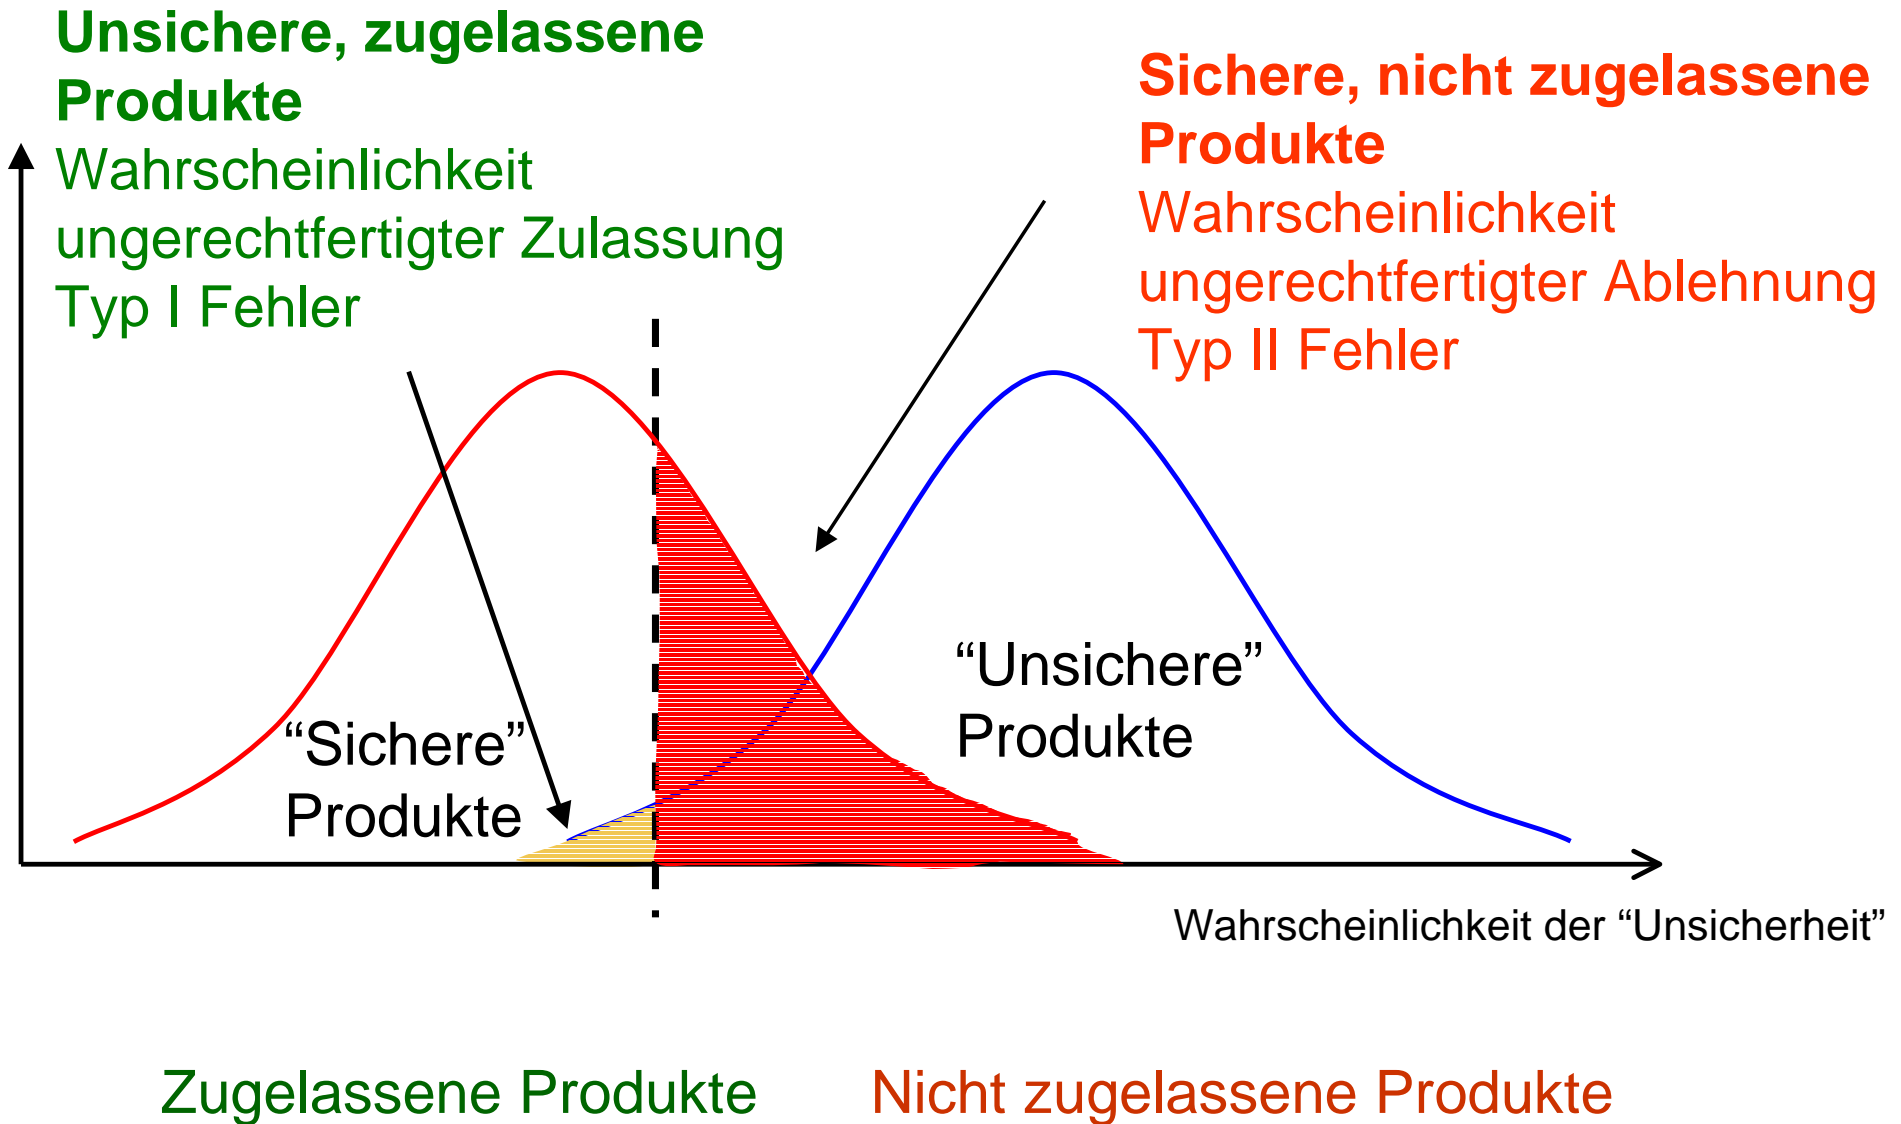 Unsichere, zugelassene
Produkte
Wahrscheinlichkeit
ungerechtfertigter Zulassung
Typ I Fehler
Sichere, nicht zugelassene
Produkte
Wahrscheinlichkeit
ungerechtfertigter Ablehnung
Typ II Fehler
“Sichere”
Produkte
“Unsichere”
Produkte
Wahrscheinlichkeit der “Unsicherheit”
Zugelassene Produkte
Nicht zugelassene Produkte